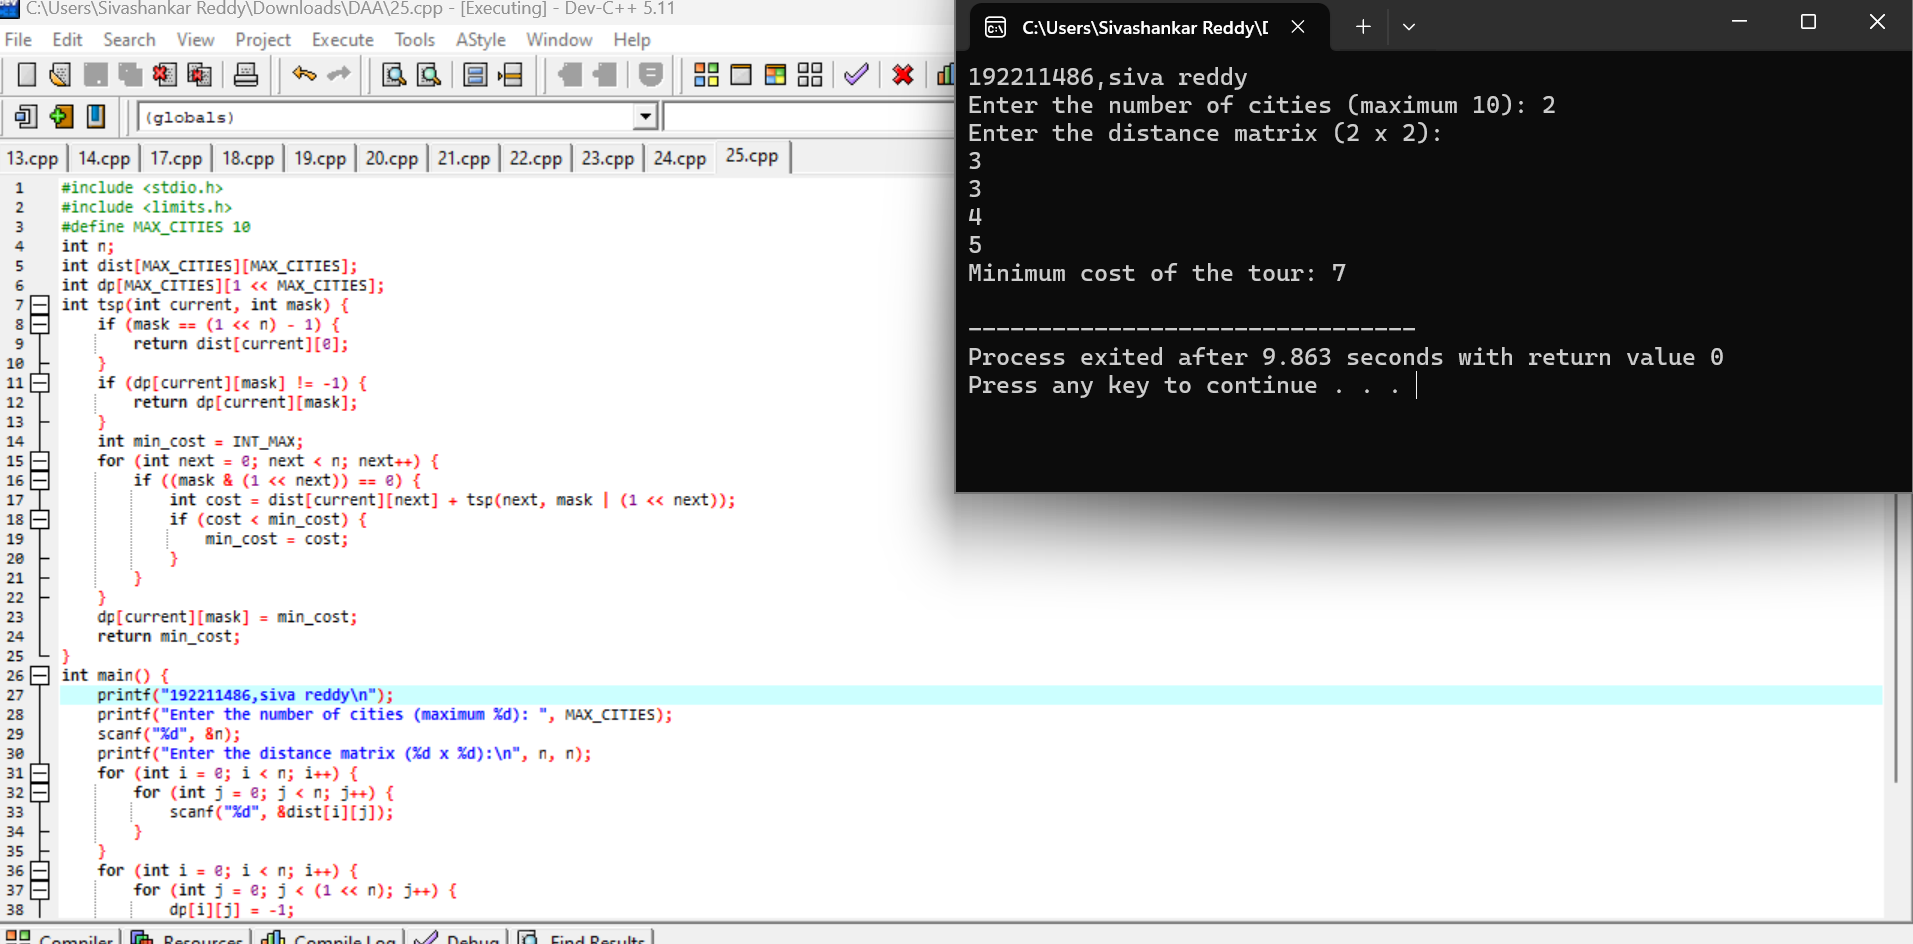 C:\Users\Sivashankar Reddy\Downloads\DAA\25.cpp - [Executing] - Dev-C++ 5.11
File Edit Search View Project Execute Tools AStyle Window Help
(globals)
13.cpp 14.cpp 17.cpp 18.cpp 19.cpp 20.cpp 21.cpp 22.cpp 23.cpp 24.cpp 25.cpp
1 #include <stdio.h>
2 #include <limits.h>
3 #define MAX_CITIES 10
4 int n;
5 int dist[MAX_CITIES][MAX_CITIES];
6 int dp[MAX_CITIES][1 << MAX_CITIES];
7 int tsp(int current, int mask) {
8 if (mask == (1 << n) - 1) {
9 return dist[current][0];
10 }
11 if (dp[current][mask] != -1) {
12 return dp[current][mask];
13 }
14 int min_cost = INT_MAX;
15 for (int next = 0; next < n; next++) {
16 if ((mask & (1 << next)) == 0) {
17 int cost = dist[current][next] + tsp(next, mask | (1 << next));
18 if (cost < min_cost) {
19 min_cost = cost;
20 }
21 }
22 }
23 dp[current][mask] = min_cost;
24 return min_cost;
25 }
26 int main() {
27 printf("192211486,siva reddy\n");
28 printf("Enter the number of cities (maximum %d): ", MAX_CITIES);
29 scanf("%d", &n);
30 printf("Enter the distance matrix (%d x %d):\n", n, n);
31 for (int i = 0; i < n; i++) {
32 for (int j = 0; j < n; j++) {
33 scanf("%d", &dist[i][j]);
34 }
35 }
36 for (int i = 0; i < n; i++) {
37 for (int j = 0; j < (1 << n); j++) {
38 dp[i][j] = -1;
Compiler Resources Compile Log Debug Find Results
C:\Users\Sivashankar Reddy\D
192211486,siva reddy
Enter the number of cities (maximum 10): 2
Enter the distance matrix (2 x 2):
3
3
4
5
Minimum cost of the tour: 7
--------------------------------
Process exited after 9.863 seconds with return value 0
Press any key to continue . . .